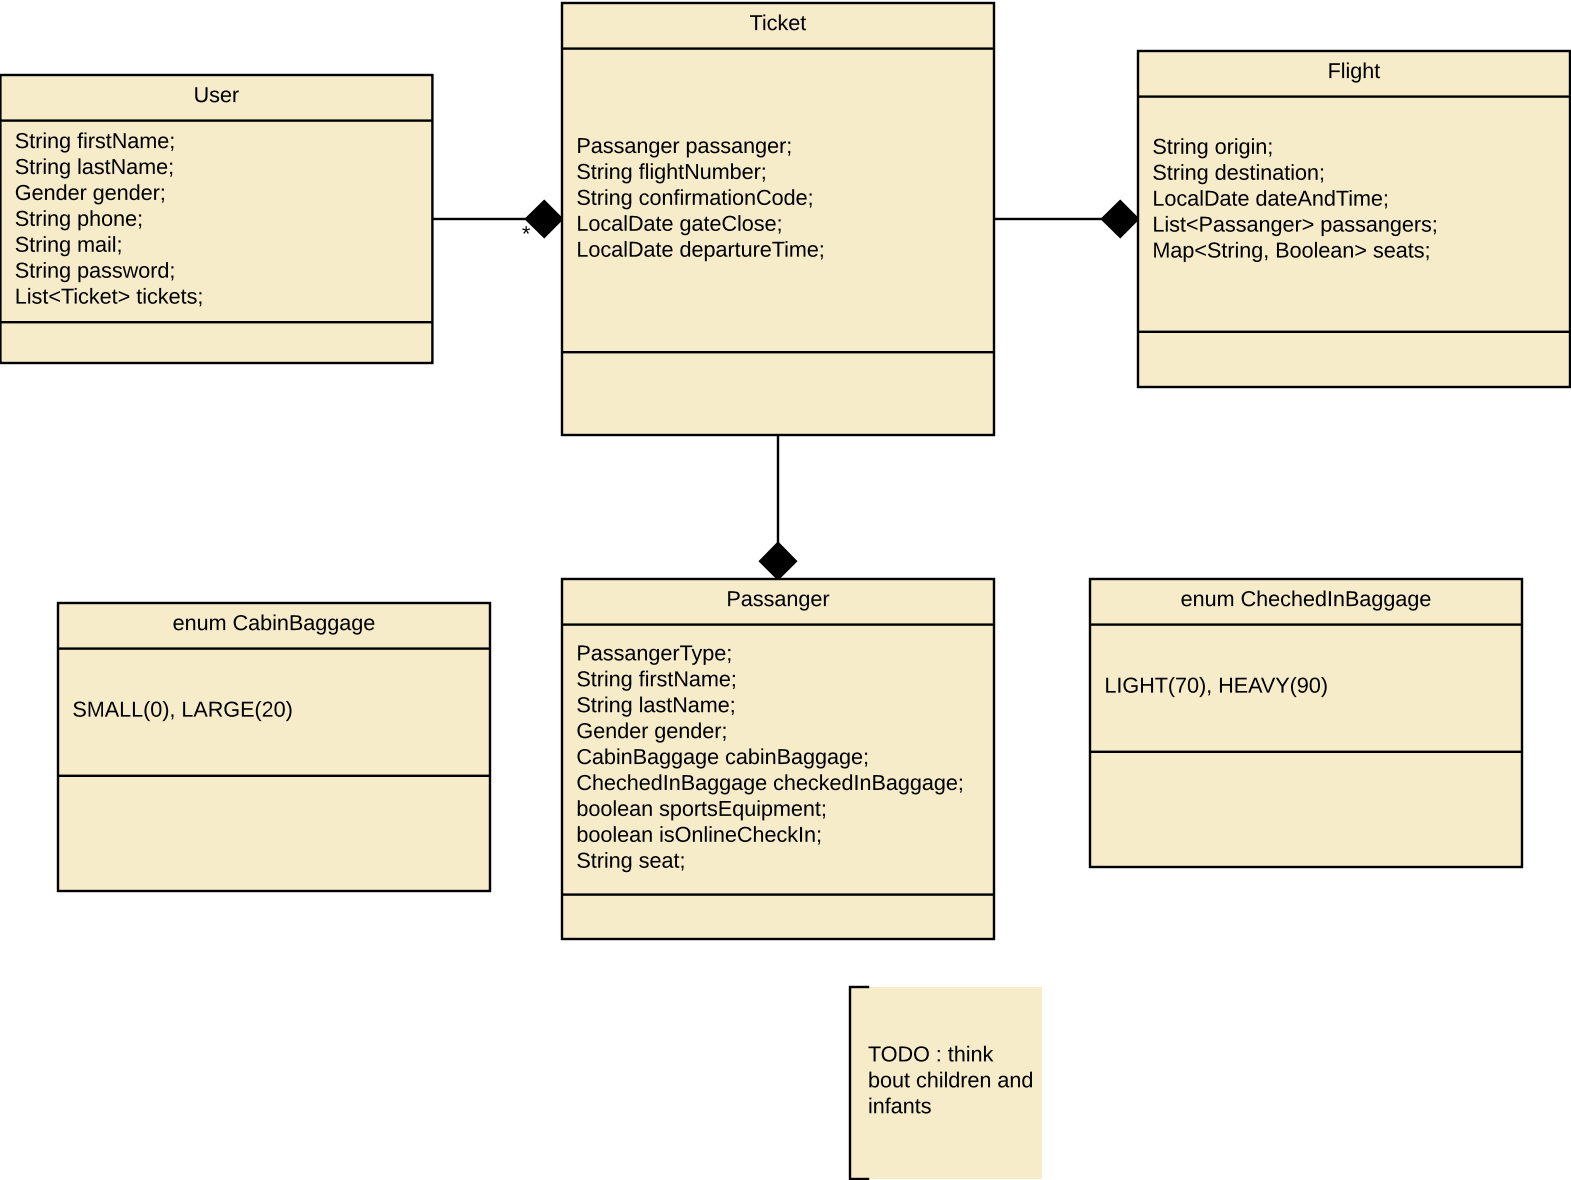 Ticket
Passanger passanger;
String flightNumber;
String confirmationCode;
LocalDate gateClose;
LocalDate departureTime;
User
String firstName;
String lastName;
Gender gender;
String phone;
String mail;
String password;
List<Ticket> tickets;
*
Flight
String origin;
String destination;
LocalDate dateAndTime;
List<Passanger> passangers;
Map<String, Boolean> seats;
enum CabinBaggage
SMALL(0), LARGE(20)
Passanger
PassangerType;
String firstName;
String lastName;
Gender gender;
CabinBaggage cabinBaggage;
ChechedInBaggage checkedInBaggage;
boolean sportsEquipment;
boolean isOnlineCheckIn;
String seat;
enum ChechedInBaggage
LIGHT(70), HEAVY(90)
TODO : think
bout children and
infants